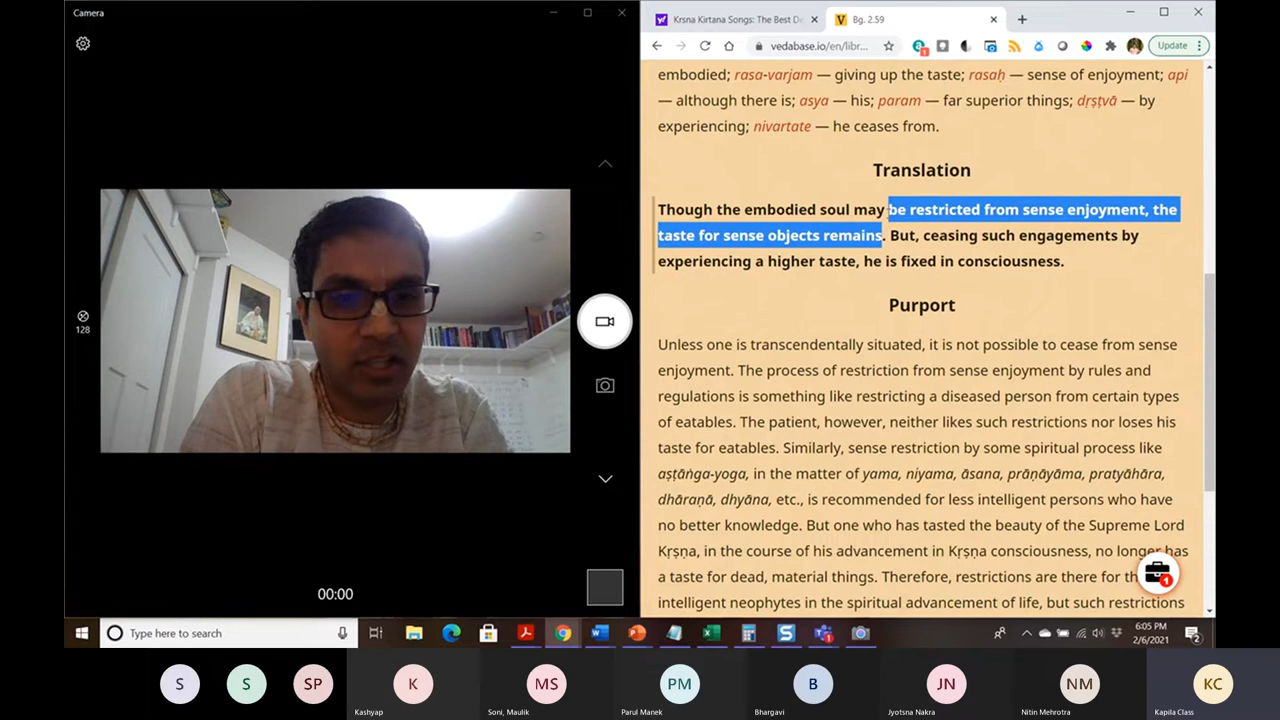 Camera
128
00:00
Krsna Kirtana Songs: The Best De
Bg. 2.59
vedabase.io/en/libr...
1
Update
embodied; rasa-varjam — giving up the taste; rasaḥ — sense of enjoyment; api
— although there is; asya — his; param — far superior things; dṛṣṭvā — by
experiencing; nivartate — he ceases from.
Translation
Though the embodied soul may be restricted from sense enjoyment, the
taste for sense objects remains. But, ceasing such engagements by
experiencing a higher taste, he is fixed in consciousness.
Purport
Unless one is transcendentally situated, it is not possible to cease from sense
enjoyment. The process of restriction from sense enjoyment by rules and
regulations is something like restricting a diseased person from certain types
of eatables. The patient, however, neither likes such restrictions nor loses his
taste for eatables. Similarly, sense restriction by some spiritual process like
aṣṭāṅga-yoga, in the matter of yama, niyama, āsana, prāṇāyāma, pratyāhāra,
dhāraṇā, dhyāna, etc., is recommended for less intelligent persons who have
no better knowledge. But one who has tasted the beauty of the Supreme Lord
Kṛṣṇa, in the course of his advancement in Kṛṣṇa consciousness, no longer has
a taste for dead, material things. Therefore, restrictions are there for th
intelligent neophytes in the spiritual advancement of life, but such restrictions
1
Type here to search
6:05 PM
2/6/2021
2
S
S
SP
K
MS
PM
B
JN
NM
KC
Kashyap
Soni, Maulik
Parul Manek
Bhargavi
Jyotsna Nakra
Nitin Mehrotra
Kapila Class